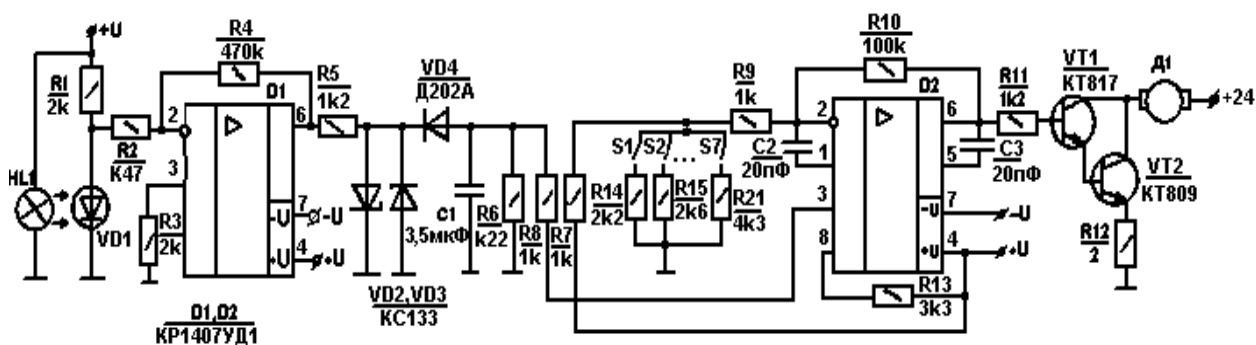 +U
R1
2k
R2
K47
HL1
VD1
R4
470k
D1
2
6
3
7
-U
-U
4
+U
+U
R3
2k
D1,D2
КР1407УД1
R5
1k2
VD4
Д202А
VD2,VD3
КС133
C1
3,5мкФ
R6
k22
R8
1k
R7
1k
S1
S2
...
S7
R14
2k2
R15
2k6
R21
4k3
R9
1k
R10
100k
D2
2
6
C2
20пФ
1
5
C3
20пФ
3
7
-U
-U
8
4
+U
+U
R13
3k3
R11
1k2
VT1
КТ817
Д1
+24
VT2
КТ809
R12
2